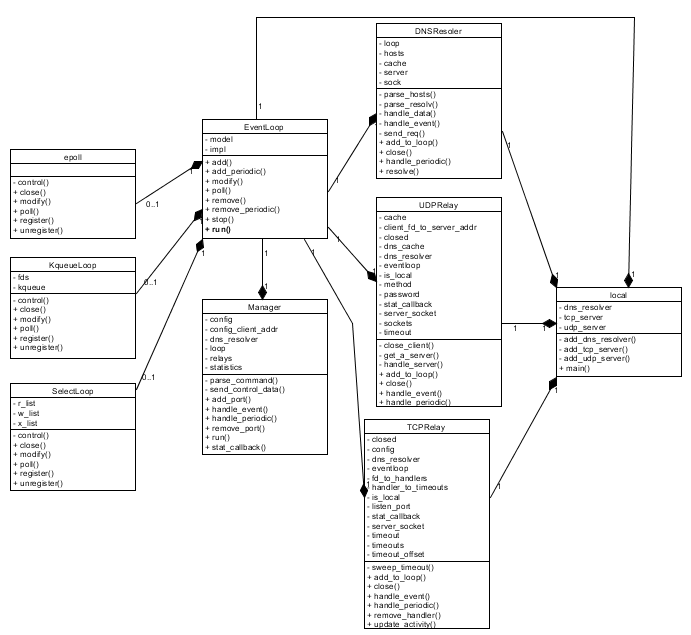 DNSResoler
- loop
- hosts
- cache
- server
- sock
- parse_hosts()
- parse_resolv()
- handle_data()
- handle_event()
- send_req()
+ add_to_loop()
+ close()
+ handle_periodic()
+ resolve()
EventLoop
- model
- impl
+ add()
+ add_periodic()
+ modify()
+ poll()
+ remove()
+ remove_periodic()
+ stop()
+ run()
epoll
- control()
+ close()
+ modify()
+ poll()
+ register()
+ unregister()
KqueueLoop
- fds
- kqueue
- control()
+ close()
+ modify()
+ poll()
+ register()
+ unregister()
SelectLoop
- r_list
- w_list
- x_list
- control()
+ close()
+ modify()
+ poll()
+ register()
+ unregister()
Manager
- config
- config_client_addr
- dns_resolver
- loop
- relays
- statistics
- parse_command()
- send_control_data()
+ add_port()
+ handle_event()
+ handle_periodic()
+ remove_port()
+ run()
+ stat_callback()
UDPRelay
- cache
- client_fd_to_server_addr
- closed
- dns_cache
- dns_resolver
- eventloop
- is_local
- method
- password
- stat_callback
- server_socket
- sockets
- timeout
- close_client()
- get_a_server()
- handle_server()
+ add_to_loop()
+ close()
+ handle_event()
+ handle_periodic()
TCPRelay
- closed
- config
- dns_resolver
- eventloop
- fd_to_handlers
handler_to_timeouts
- is_local
- listen_port
- stat_callback
- server_socket
- timeout
- timeouts
- timeout_offset
- sweep_timeout()
+ add_to_loop()
+ close()
+ handle_event()
+ handle_periodic()
+ remove_handler()
+ update_activity()
local
- dns_resolver
- tcp_server
- udp_server
- add_dns_resolver()
- add_tcp_server()
- add_udp_server()
+ main()
1
1
1
0..1
1
0..1
1
0..1
1
1
1
1
1
1
1
1
1
1
1
1
1